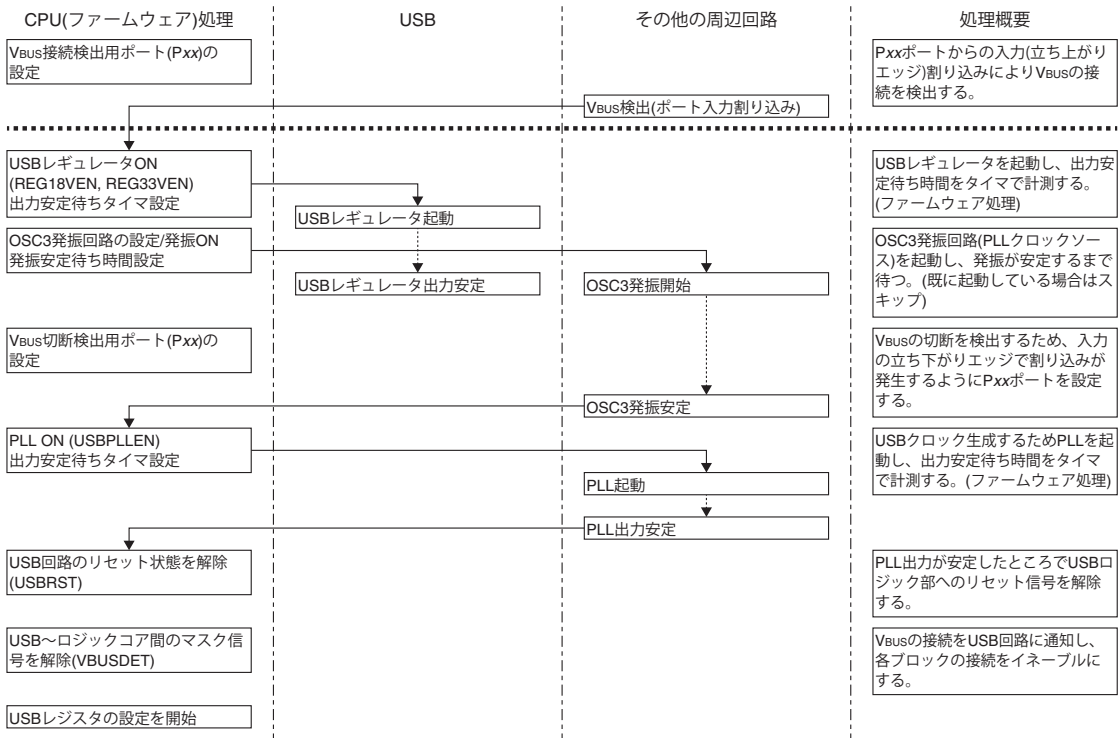 CPU(ファームウェア)処理
USB
その他の周辺回路
処理概要
VBUS接続検出用ポート(Pxx)の
設定
Pxxポートからの入力(立ち上がり
エッジ)割り込みによりVBUSの接
続を検出する。
VBUS検出(ポート入力割り込み)
USBレギュレータON
(REG18VEN, REG33VEN)
出力安定待ちタイマ設定
USBレギュレータを起動し、出力安
定待ち時間をタイマで計測する。
(ファームウェア処理)
USBレギュレータ起動
OSC3発振回路の設定/発振ON
発振安定待ち時間設定
OSC3発振回路(PLLクロックソー
ス)を起動し、発振が安定するまで
待つ。(既に起動している場合はス
キップ)
USBレギュレータ出力安定
OSC3発振開始
VBUS切断検出用ポート(Pxx)の
設定
VBUSの切断を検出するため、入力
の立ち下がりエッジで割り込みが
発生するようにPxxポートを設定
する。
OSC3発振安定
PLL ON (USBPLLEN)
出力安定待ちタイマ設定
USBクロック生成するためPLLを起
動し、出力安定待ち時間をタイマ
で計測する。(ファームウェア処理)
PLL起動
PLL出力安定
USB回路のリセット状態を解除
(USBRST)
PLL出力が安定したところでUSBロ
ジック部へのリセット信号を解除
する。
USB～ロジックコア間のマスク信
号を解除(VBUSDET)
VBUSの接続をUSB回路に通知し、
各ブロックの接続をイネーブルに
する。
USBレジスタの設定を開始